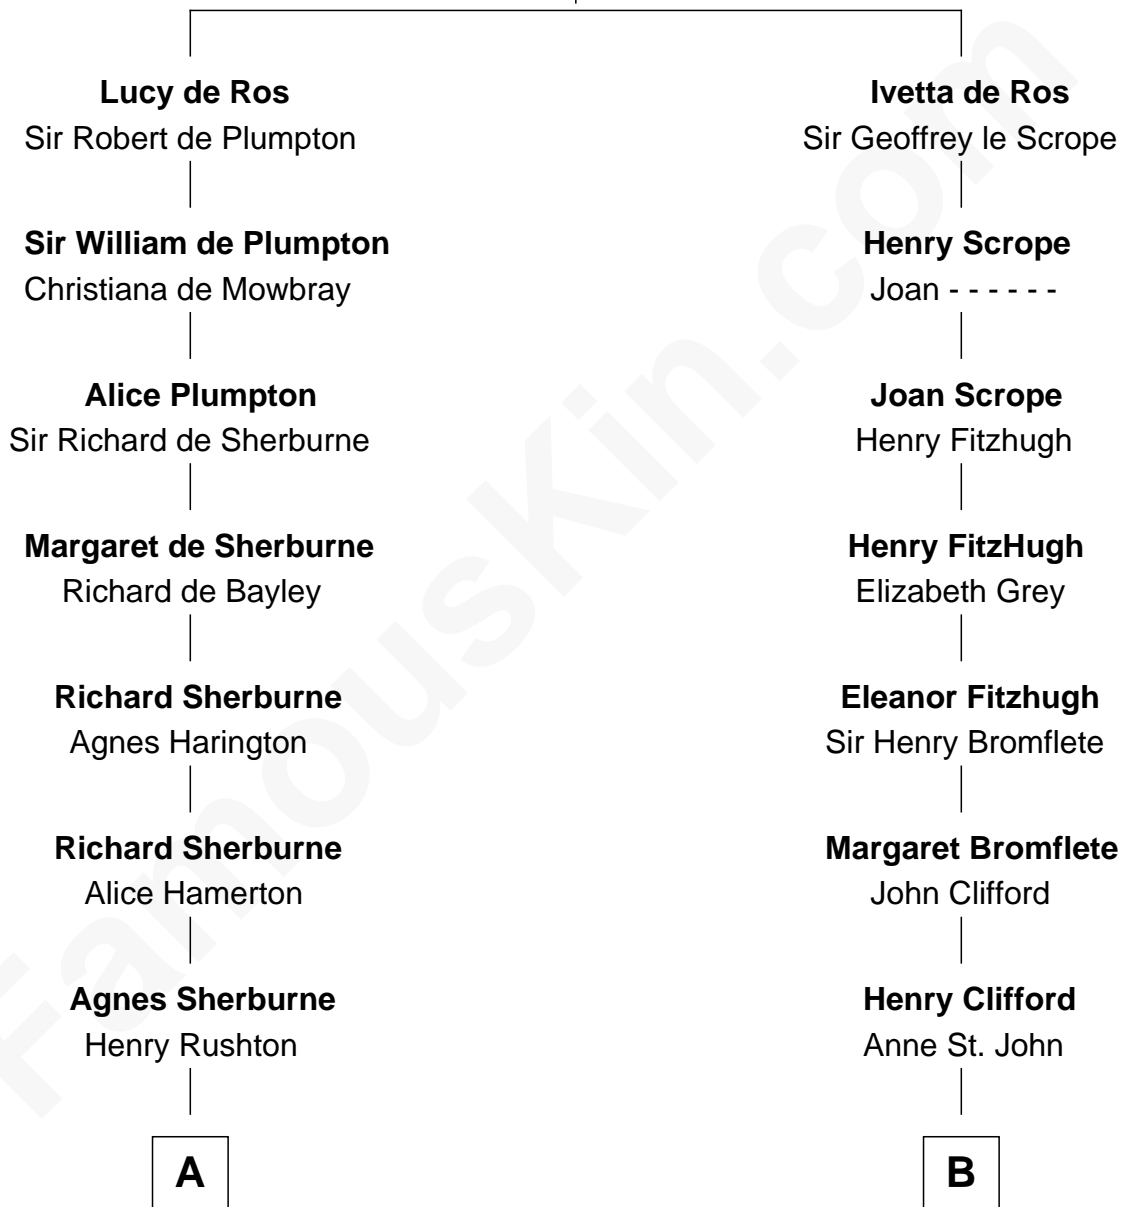 Lucy de Ros
Sir Robert de Plumpton
Sir William de Plumpton
Christiana de Mowbray
Alice Plumpton
Sir Richard de Sherburne
Margaret de Sherburne
Richard de Bayley
Richard Sherburne
Agnes Harington
Richard Sherburne
Alice Hamerton
Agnes Sherburne
Henry Rushton
A
Ivetta de Ros
Sir Geoffrey le Scrope
Henry Scrope
Joan - - - - - -
Joan Scrope
Henry Fitzhugh
Henry FitzHugh
Elizabeth Grey
Eleanor Fitzhugh
Sir Henry Bromflete
Margaret Bromflete
John Clifford
Henry Clifford
Anne St. John
B
FamousKin.com